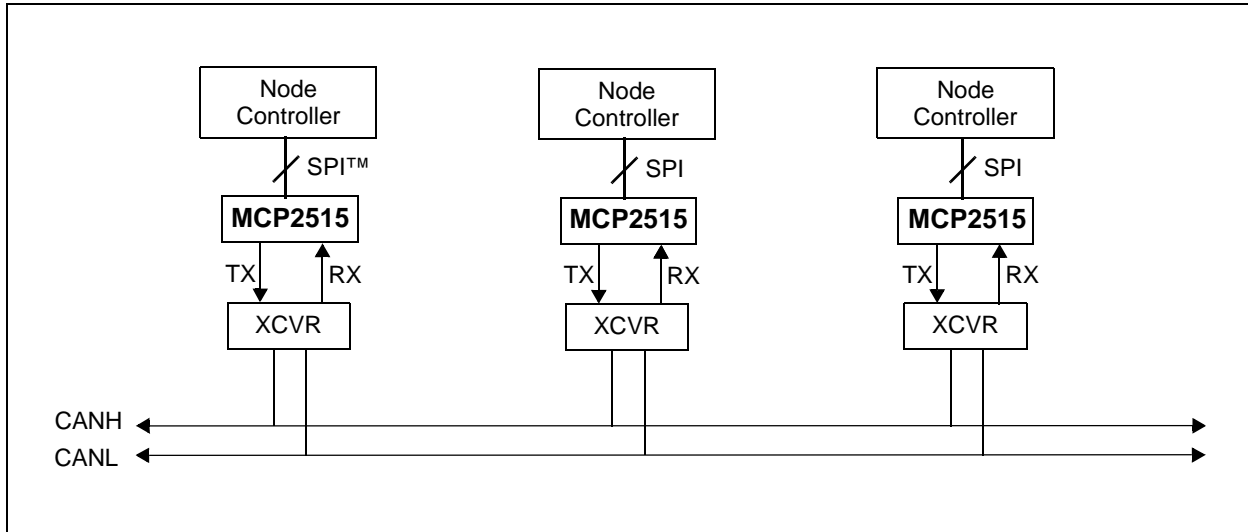 Node
Controller
Node
Controller
Node
Controller
SPI™
SPI
SPI
MCP2515
MCP2515
MCP2515
TX
RX
TX
RX
TX
RX
XCVR
XCVR
XCVR
CANH
CANL